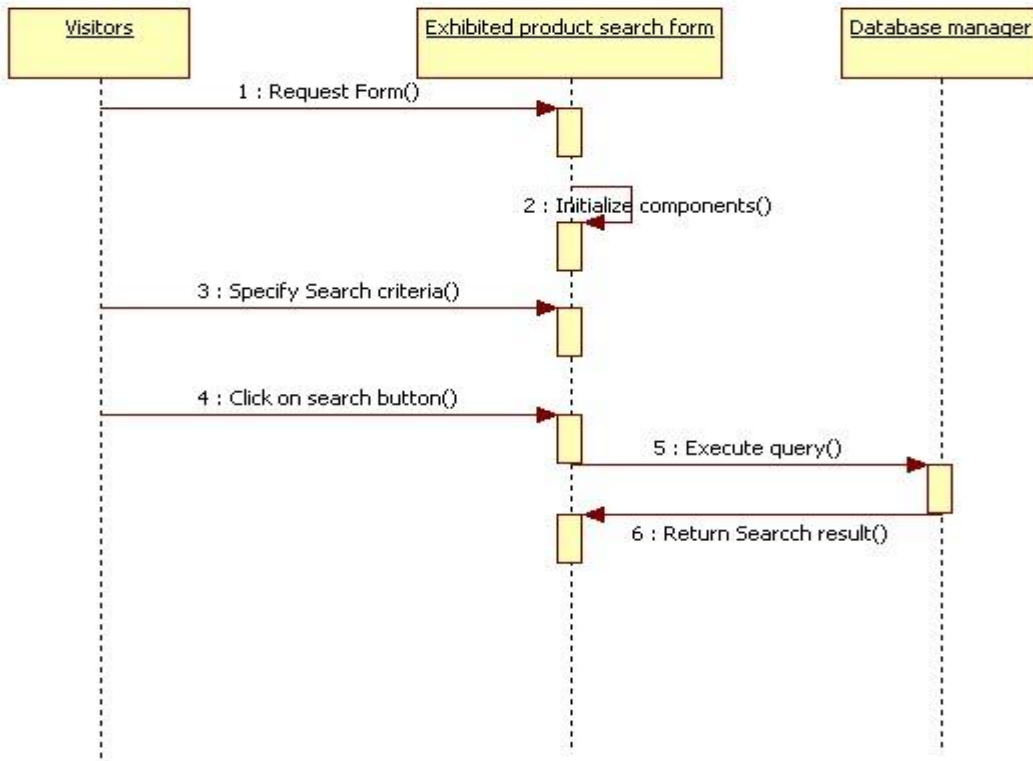 Visitors
Exhibited product search form
Database manager
1 : Request Form()
2 : Initialize components()
3 : Specify Search criteria()
4 : Click on search button()
5 : Execute query()
6 : Return Searcch result()